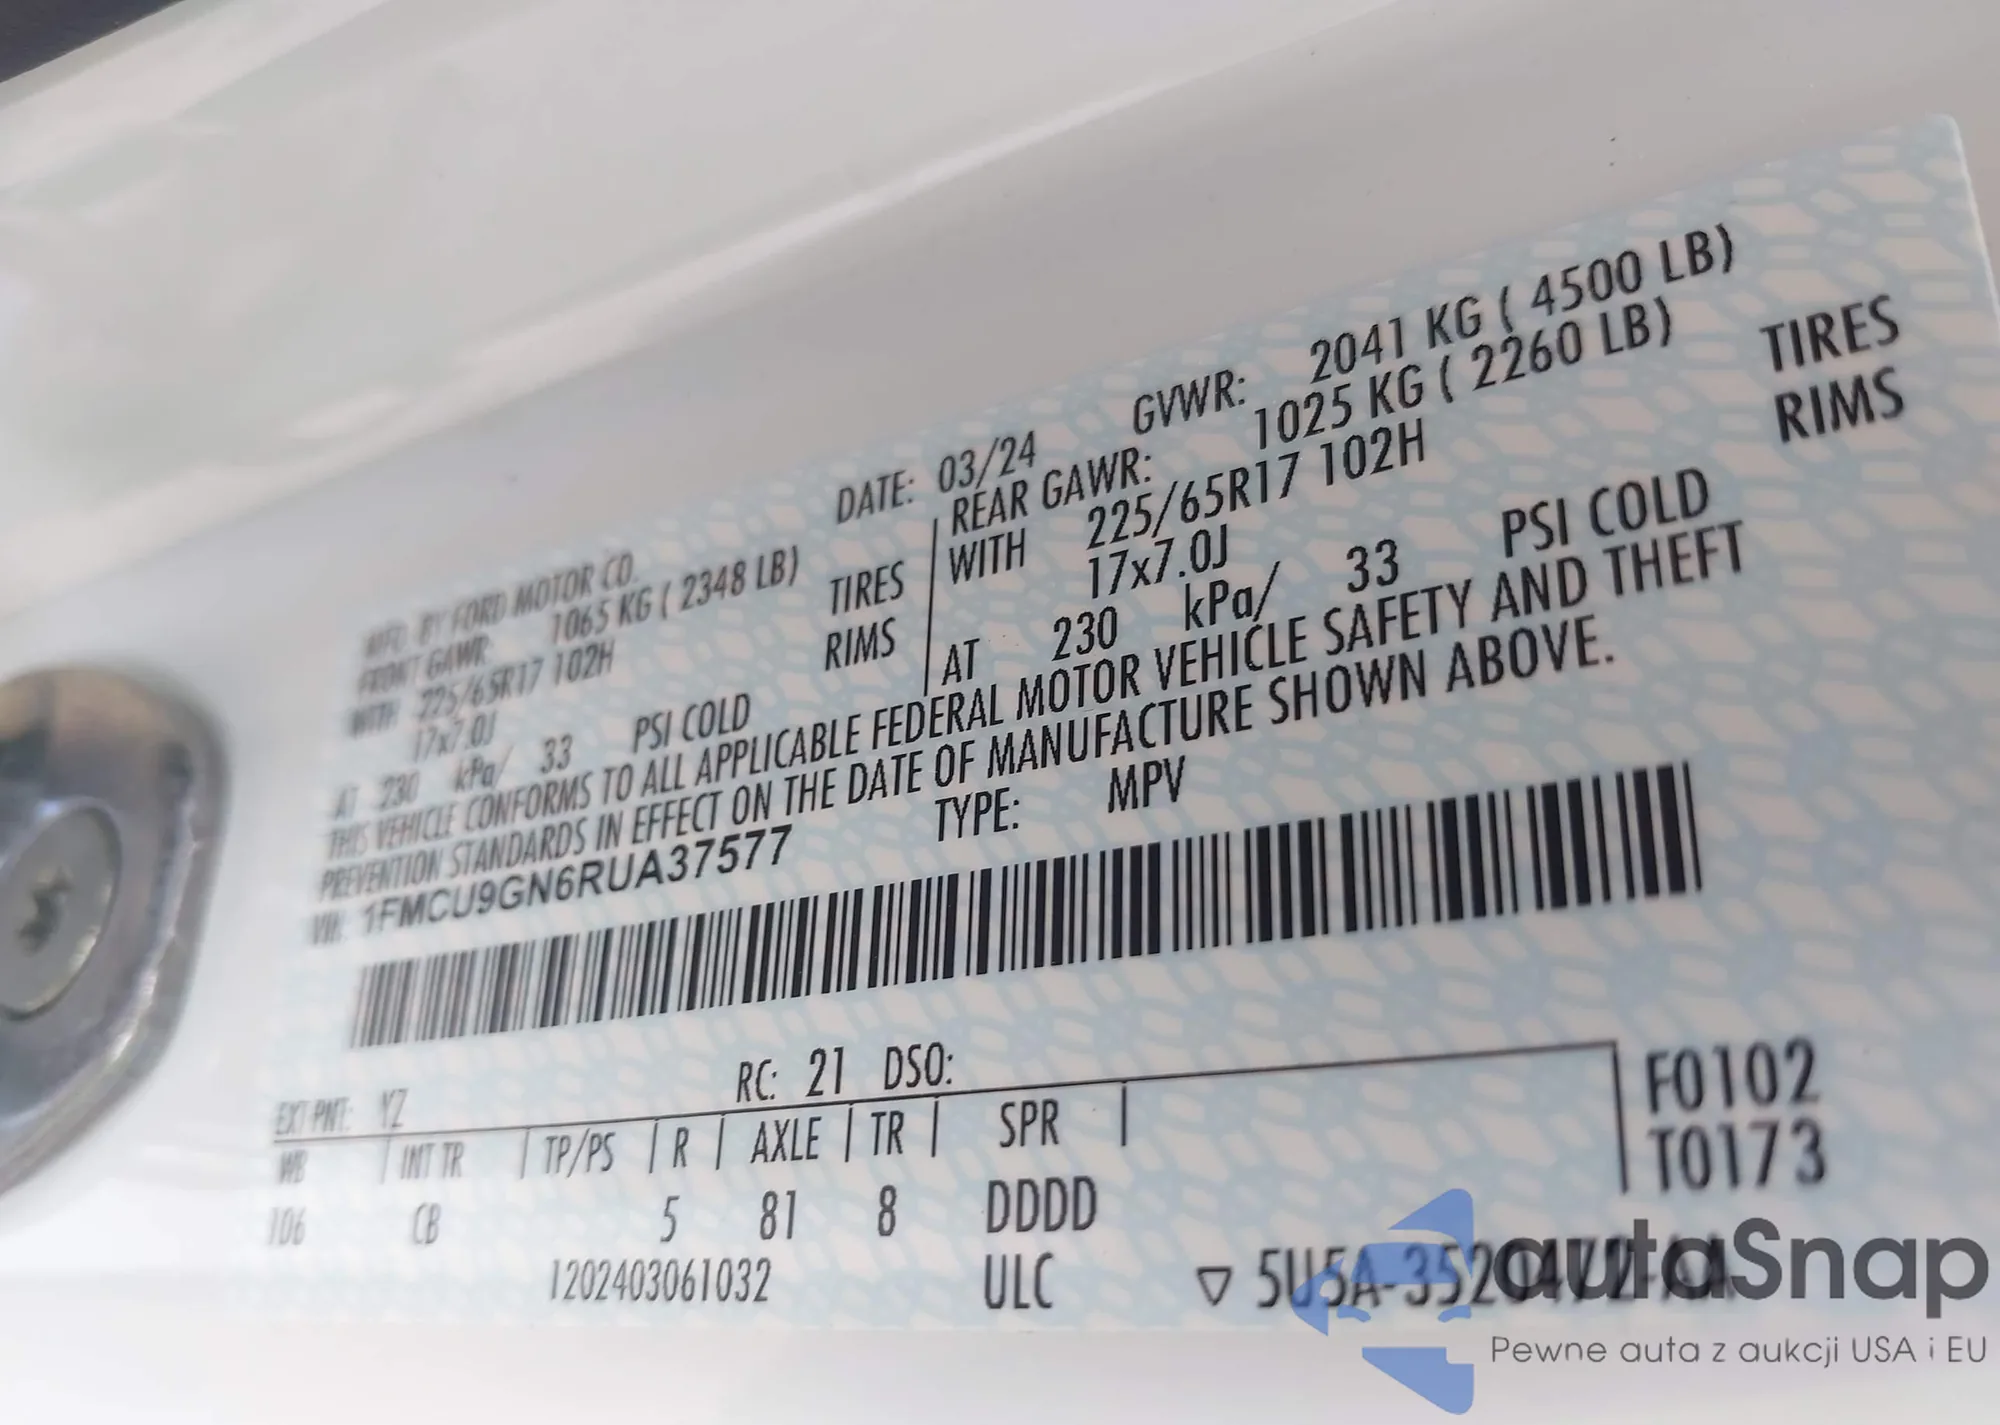 MFD. BY FORD MOTOR CO.
DATE: 03/24
GVWR: 2041 KG ( 4500 LB)
FRONT GAWR: 1065 KG ( 2348 LB)
REAR GAWR: 1025 KG ( 2260 LB)
WITH 225/65R17 102H TIRES
WITH 225/65R17 102H TIRES
17x7.0J RIMS
17x7.0J RIMS
AT 230 kPa/ 33 PSI COLD
AT 230 kPa/ 33 PSI COLD
THIS VEHICLE CONFORMS TO ALL APPLICABLE FEDERAL MOTOR VEHICLE SAFETY AND THEFT
PREVENTION STANDARDS IN EFFECT ON THE DATE OF MANUFACTURE SHOWN ABOVE.
VIN: 1FMCU9GN6RUA37577
TYPE: MPV
EXT PNT: YZ RC: 21 DSO:
WB INT TR TP/PS R AXLE TR SPR
106 CB 5 81 8 DDDD
F0102
T0173
1202403061032 ULC
autaSnap
Pewne auta z aukcji USA i EU